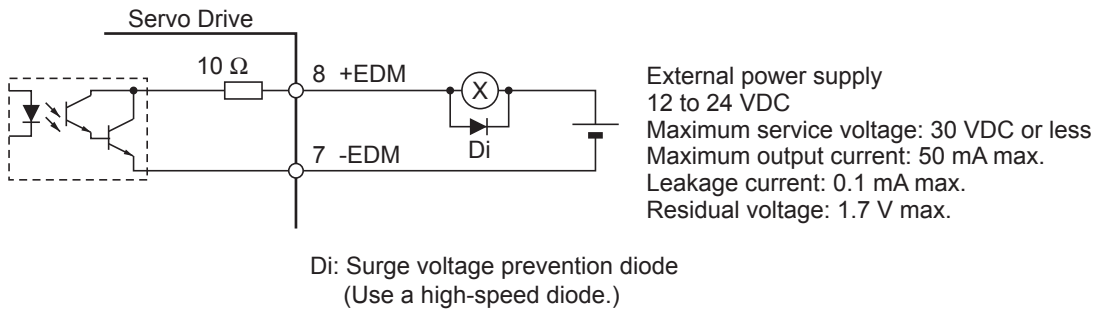 Servo Drive
10 Ω
8 +EDM
X
Di
7 -EDM
External power supply
12 to 24 VDC
Maximum service voltage: 30 VDC or less
Maximum output current: 50 mA max.
Leakage current: 0.1 mA max.
Residual voltage: 1.7 V max.
Di: Surge voltage prevention diode
(Use a high-speed diode.)